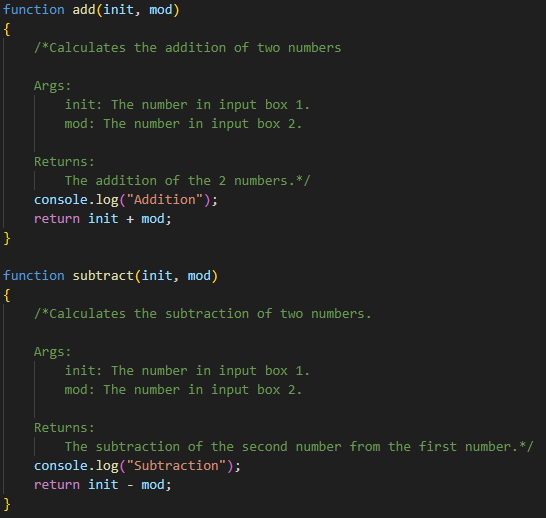 function add(init, mod)
{
    /*Calculates the addition of two numbers

    Args:
        init: The number in input box 1.
        mod: The number in input box 2.

    Returns:
        The addition of the 2 numbers.*/
    console.log("Addition");
    return init + mod;
}

function subtract(init, mod)
{
    /*Calculates the subtraction of two numbers.

    Args:
        init: The number in input box 1.
        mod: The number in input box 2.

    Returns:
        The subtraction of the second number from the first number.*/
    console.log("Subtraction");
    return init - mod;
}